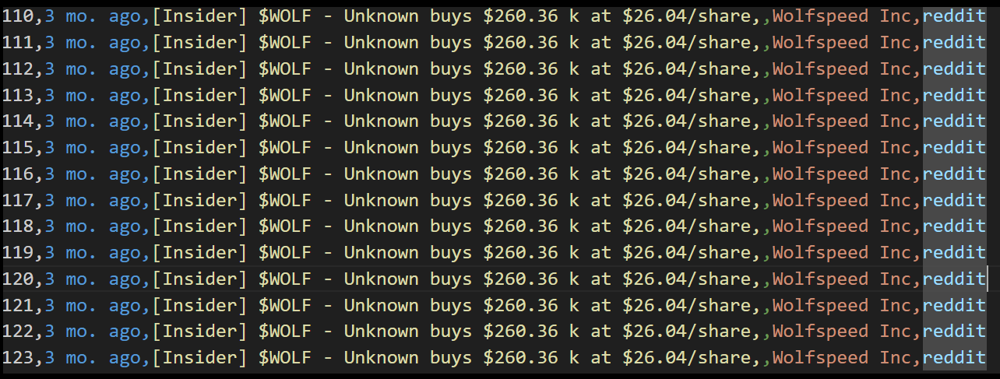 110,3 mo. ago,[Insider] $WOLF - Unknown buys $260.36 k at $26.04/share,,Wolfspeed Inc,reddit
111,3 mo. ago,[Insider] $WOLF - Unknown buys $260.36 k at $26.04/share,,Wolfspeed Inc,reddit
112,3 mo. ago,[Insider] $WOLF - Unknown buys $260.36 k at $26.04/share,,Wolfspeed Inc,reddit
113,3 mo. ago,[Insider] $WOLF - Unknown buys $260.36 k at $26.04/share,,Wolfspeed Inc,reddit
114,3 mo. ago,[Insider] $WOLF - Unknown buys $260.36 k at $26.04/share,,Wolfspeed Inc,reddit
115,3 mo. ago,[Insider] $WOLF - Unknown buys $260.36 k at $26.04/share,,Wolfspeed Inc,reddit
116,3 mo. ago,[Insider] $WOLF - Unknown buys $260.36 k at $26.04/share,,Wolfspeed Inc,reddit
117,3 mo. ago,[Insider] $WOLF - Unknown buys $260.36 k at $26.04/share,,Wolfspeed Inc,reddit
118,3 mo. ago,[Insider] $WOLF - Unknown buys $260.36 k at $26.04/share,,Wolfspeed Inc,reddit
119,3 mo. ago,[Insider] $WOLF - Unknown buys $260.36 k at $26.04/share,,Wolfspeed Inc,reddit
120,3 mo. ago,[Insider] $WOLF - Unknown buys $260.36 k at $26.04/share,,Wolfspeed Inc,reddit
121,3 mo. ago,[Insider] $WOLF - Unknown buys $260.36 k at $26.04/share,,Wolfspeed Inc,reddit
122,3 mo. ago,[Insider] $WOLF - Unknown buys $260.36 k at $26.04/share,,Wolfspeed Inc,reddit
123,3 mo. ago,[Insider] $WOLF - Unknown buys $260.36 k at $26.04/share,,Wolfspeed Inc,reddit